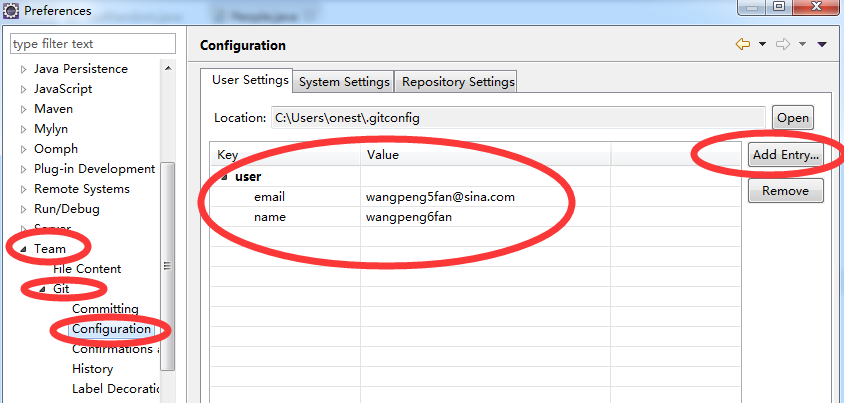 Preferences
type filter text
Java Persistence
JavaScript
Maven
Mylyn
Oomph
Plug-in Development
Remote Systems
Run/Debug
Server
Team
File Content
Git
Committing
Configuration
Confirmations a
History
Label Decoratio
Configuration
User Settings System Settings Repository Settings
Location: C:\Users\onest\.gitconfig Open
Key Value Add Entry...
user Remove
email wangpeng5fan@sina.com
name wangpeng6fan